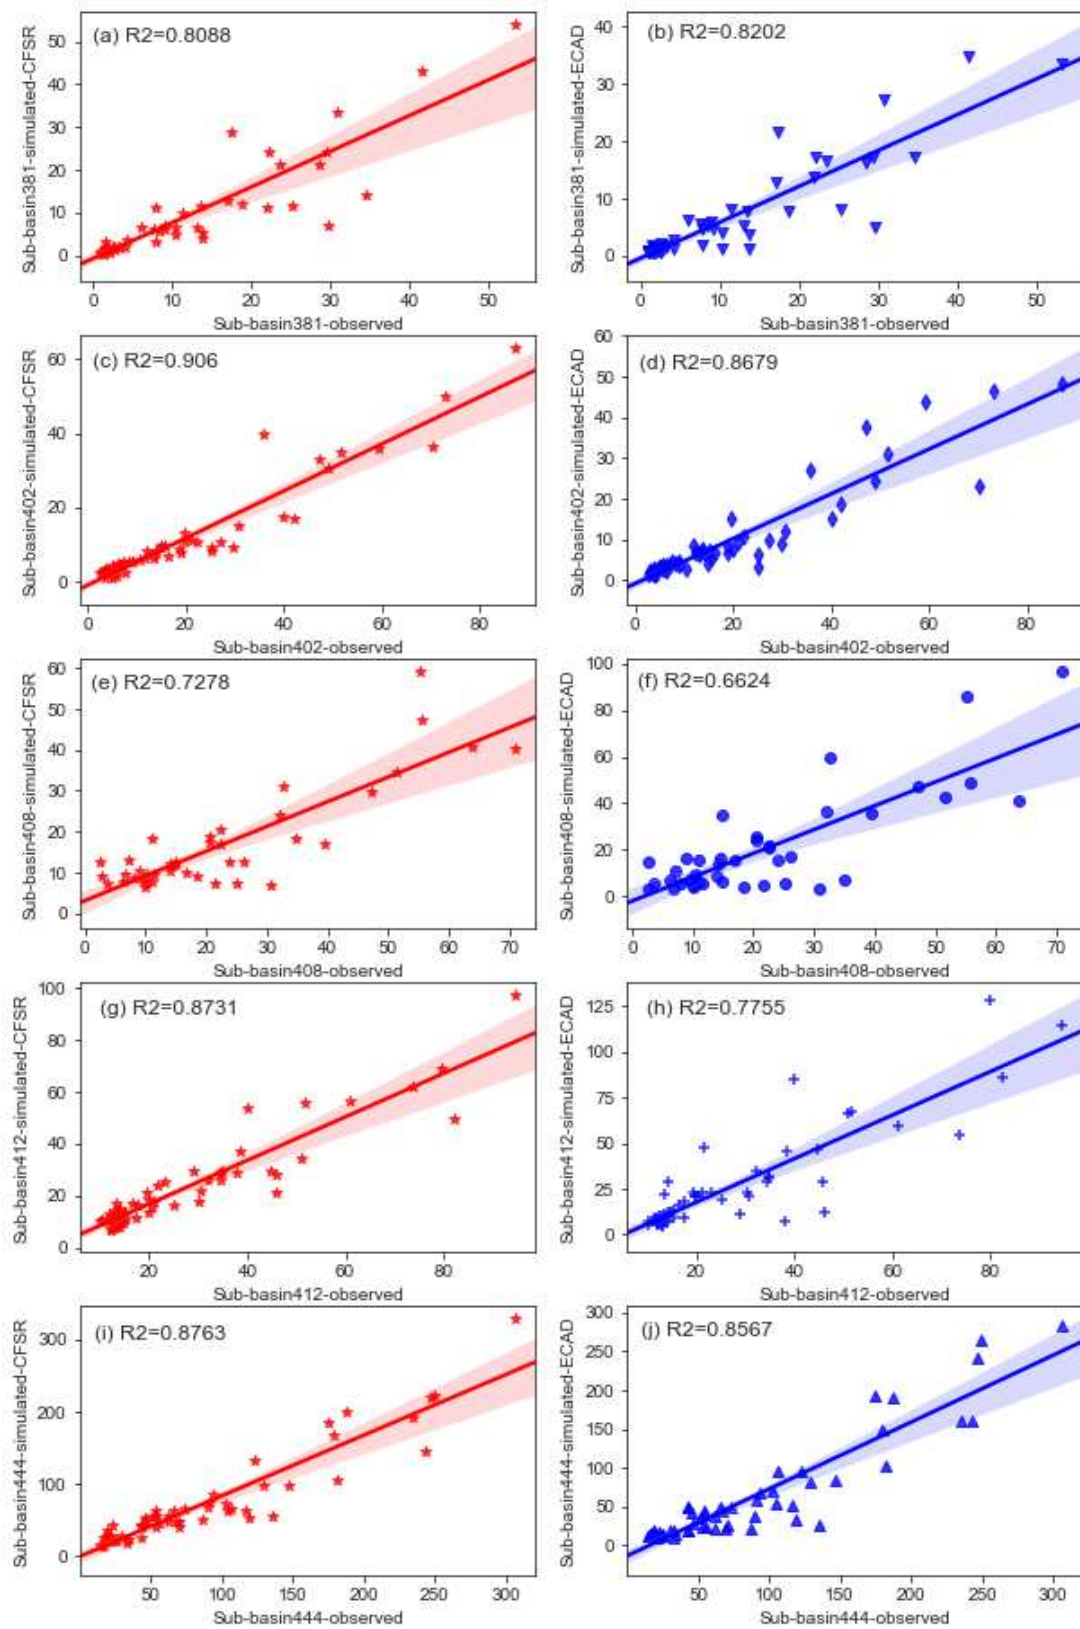 (a) R2=0.8088
Sub-basin381-simulated-CFSR
50
40
30
20
10
0
0 10 20 30 40 50
Sub-basin381-observed
(b) R2=0.8202
Sub-basin381-simulated-ECAD
40
30
20
10
0
0 10 20 30 40 50
Sub-basin381-observed
(c) R2=0.906
Sub-basin402-simulated-CFSR
60
40
20
0
0 20 40 60 80
Sub-basin402-observed
(d) R2=0.8679
Sub-basin402-simulated-ECAD
60
50
40
30
20
10
0
0 20 40 60 80
Sub-basin402-observed
(e) R2=0.7278
Sub-basin408-simulated-CFSR
60
50
40
30
20
10
0
0 10 20 30 40 50 60 70
Sub-basin408-observed
(f) R2=0.6624
Sub-basin408-simulated-ECAD
100
80
60
40
20
0
0 10 20 30 40 50 60 70
Sub-basin408-observed
(g) R2=0.8731
Sub-basin412-simulated-CFSR
100
80
60
40
20
0
20 40 60 80
Sub-basin412-observed
(h) R2=0.7755
Sub-basin412-simulated-ECAD
125
100
75
50
25
0
20 40 60 80
Sub-basin412-observed
(i) R2=0.8763
Sub-basin444-simulated-CFSR
300
200
100
0
50 100 150 200 250 300
Sub-basin444-observed
(j) R2=0.8567
Sub-basin444-simulated-ECAD
300
250
200
150
100
50
0
50 100 150 200 250 300
Sub-basin444-observed